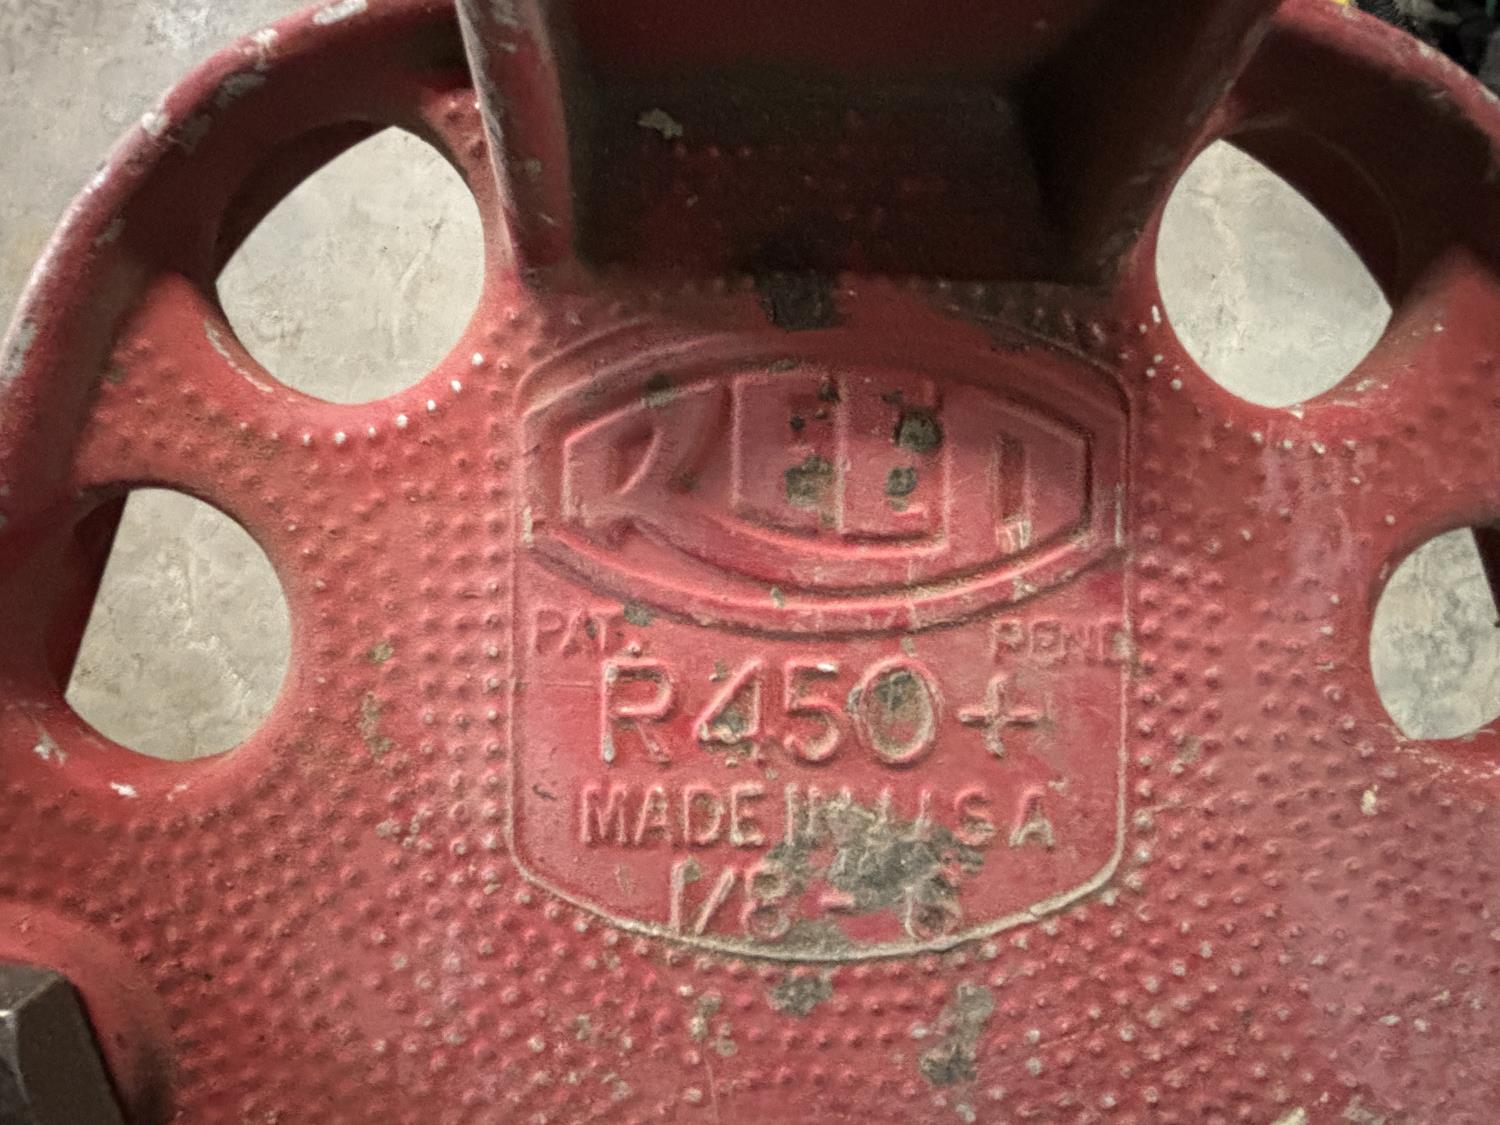 REED
PAT. PEND
R450+
MADE IN USA
1/8 - 6